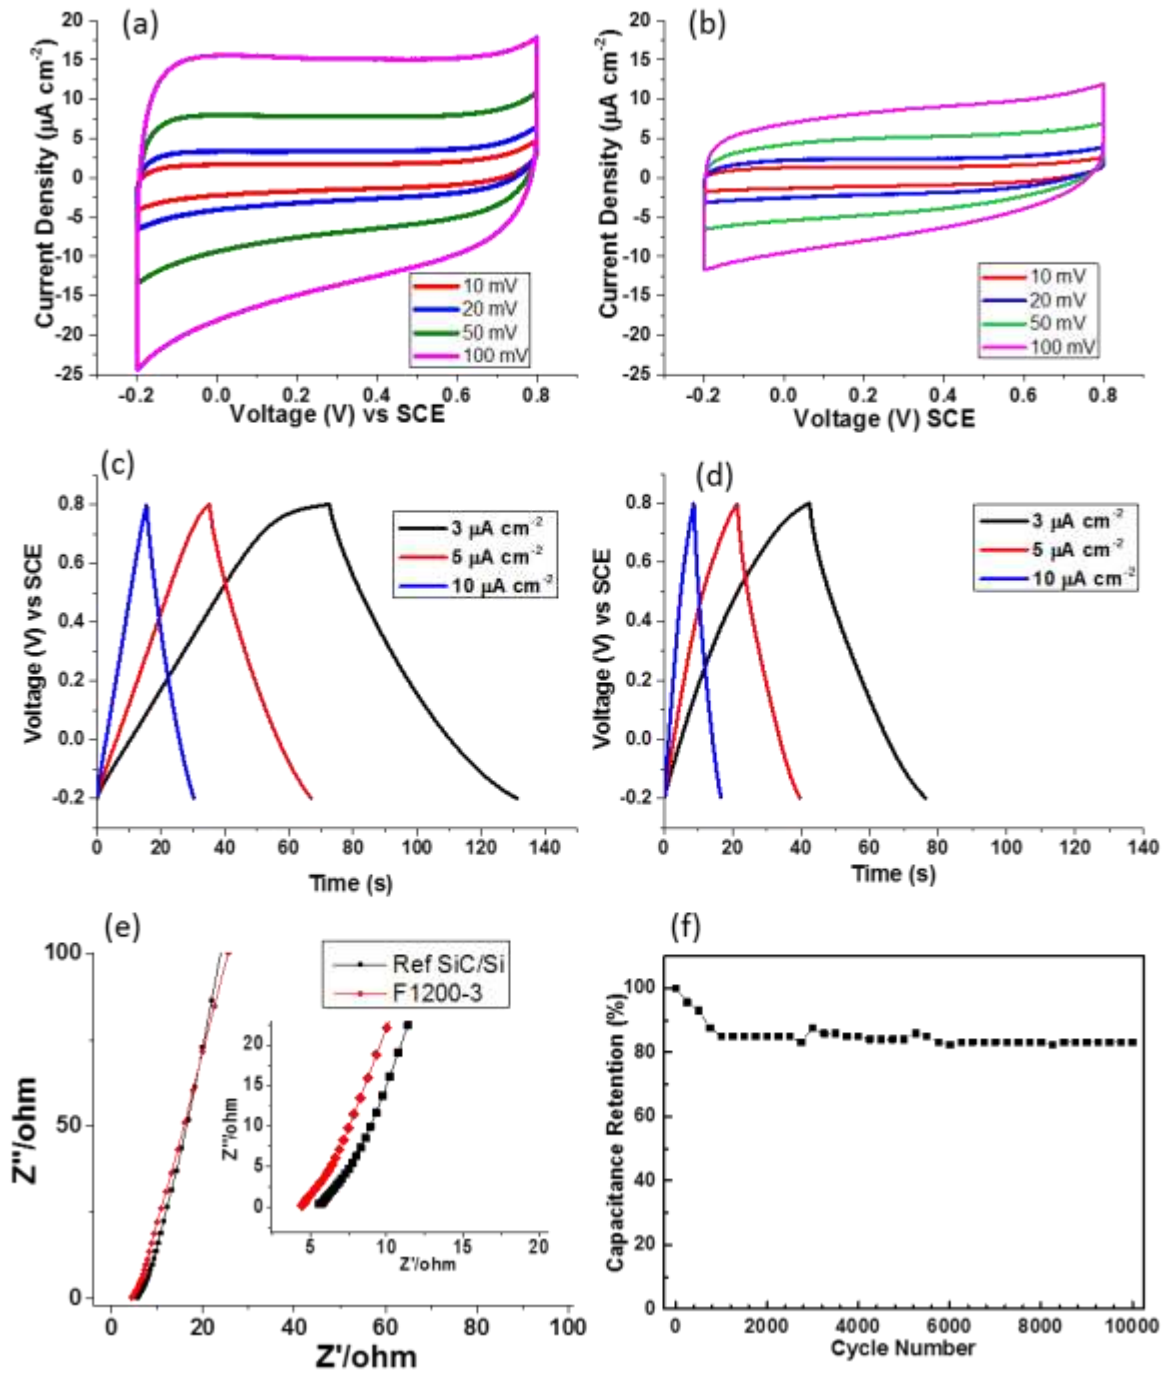 (a)
20
15
10
5
0
-5
-10
-15
-20
-25
Current Density (µA cm⁻²)
10 mV
20 mV
50 mV
100 mV
-0.2 0.0 0.2 0.4 0.6 0.8
Voltage (V) vs SCE
(b)
20
15
10
5
0
-5
-10
-15
-20
-25
Current Density (µA cm⁻²)
10 mV
20 mV
50 mV
100 mV
-0.2 0.0 0.2 0.4 0.6 0.8
Voltage (V) SCE
(c)
0.8
0.6
0.4
0.2
0.0
-0.2
Voltage (V) vs SCE
3 µA cm⁻²
5 µA cm⁻²
10 µA cm⁻²
0 20 40 60 80 100 120 140
Time (s)
(d)
0.8
0.6
0.4
0.2
0.0
-0.2
Voltage (V) vs SCE
3 µA cm⁻²
5 µA cm⁻²
10 µA cm⁻²
0 20 40 60 80 100 120 140
Time (s)
(e)
100
50
0
Z"/ohm
Ref SiC/Si
F1200-3
20
15
10
5
0
Z"/ohm
5 10 15 20
Z'/ohm
0 20 40 60 80 100
Z'/ohm
(f)
100
80
60
40
20
0
Capacitance Retention (%)
0 2000 4000 6000 8000 10000
Cycle Number